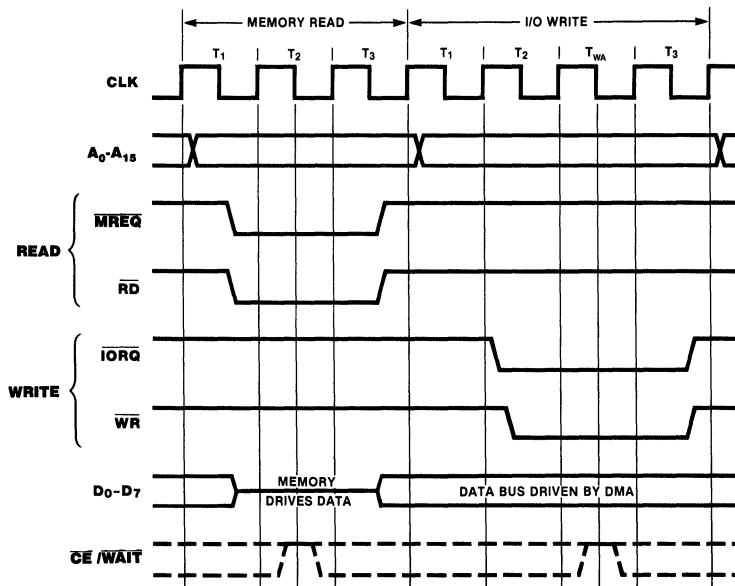 MEMORY READ I/O WRITE
T1 T2 T3 T1 T2 TWA T3
CLK
A0-A15
MREQ
READ
RD
IORQ
WRITE
WR
D0-D7 MEMORY DRIVES DATA DATA BUS DRIVEN BY DMA
CE /WAIT